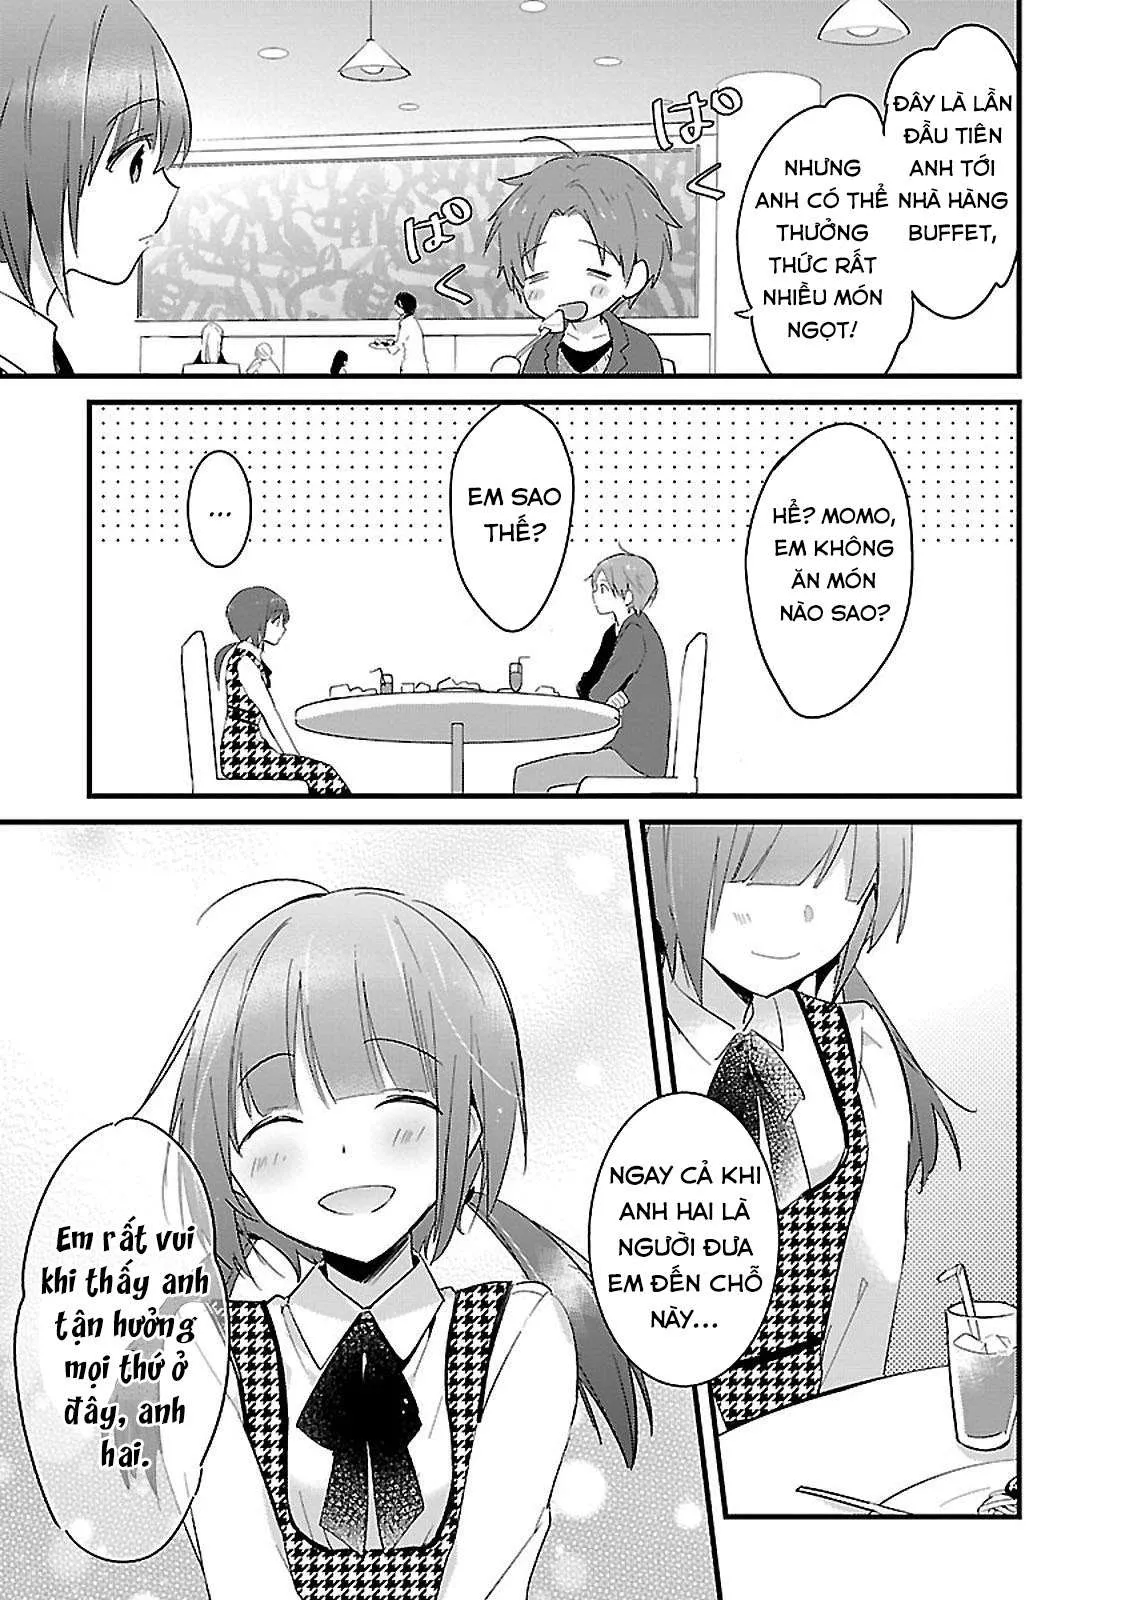 ĐÂY LÀ LẦN
ĐẦU TIÊN
ANH TỚI
NHÀ HÀNG
BUFFET,
NHƯNG
ANH CÓ THỂ
THƯỞNG
THỨC RẤT
NHIỀU MÓN
NGỌT!
ぱく
ぱく
HỂ? MOMO,
EM KHÔNG
ĂN MÓN
NÀO SAO?
EM SAO
THẾ?
...
NGAY CẢ KHI
ANH HAI LÀ
NGƯỜI ĐƯA
EM ĐẾN CHỖ
NÀY...
Em rất vui
khi thấy anh
tận hưởng
mọi thứ ở
đây, anh
hai.